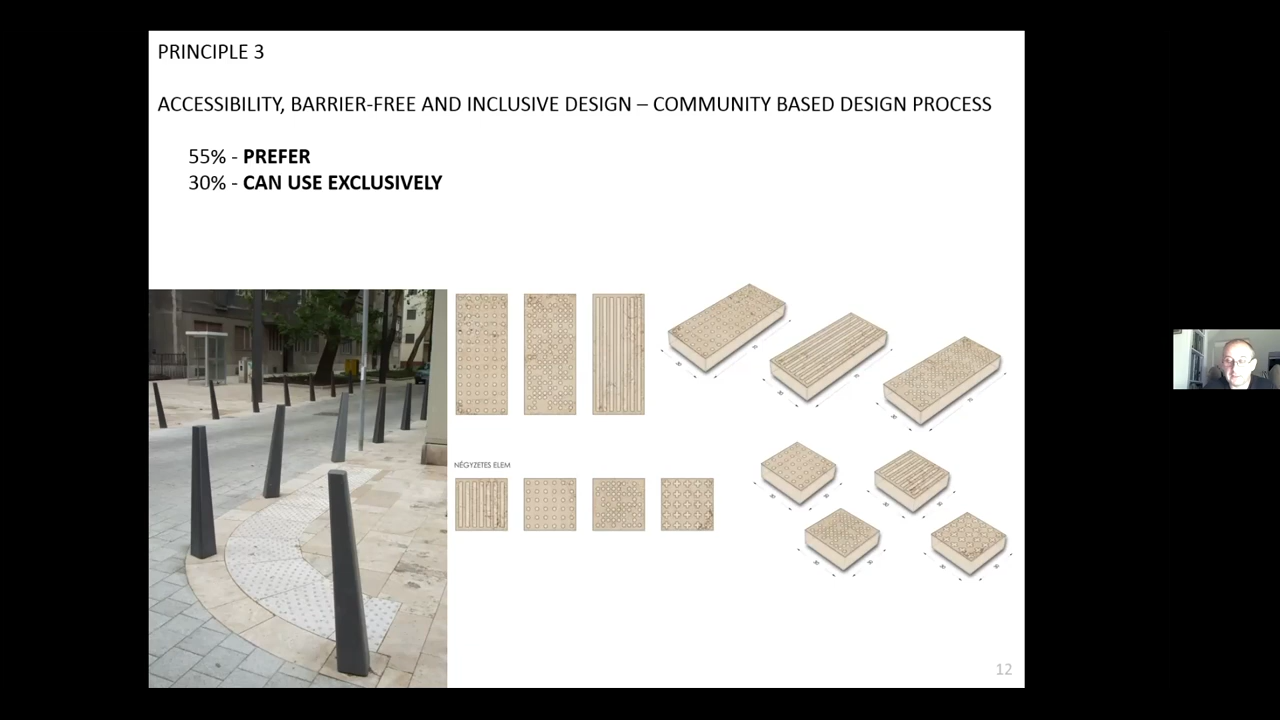 PRINCIPLE 3
ACCESSIBILITY, BARRIER-FREE AND INCLUSIVE DESIGN – COMMUNITY BASED DESIGN PROCESS
55% - PREFER
30% - CAN USE EXCLUSIVELY
NÉGYZETES ELEM
12